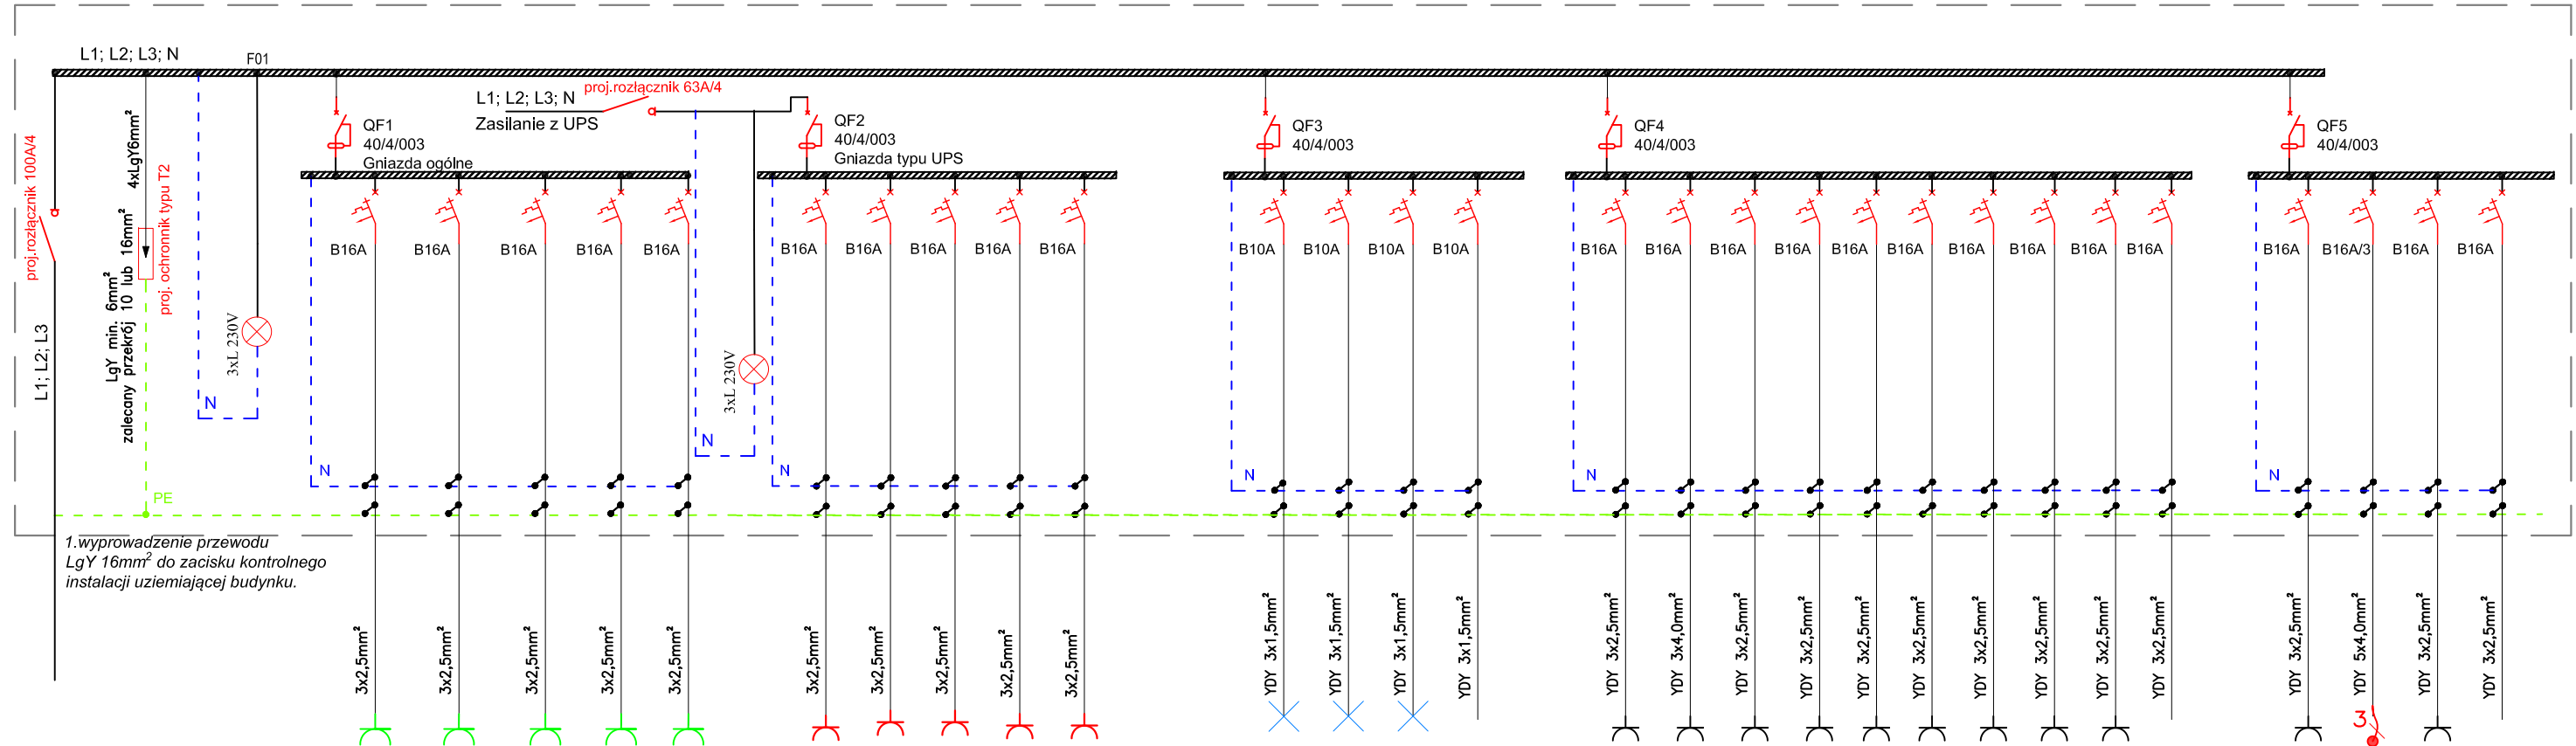 L1; L2; L3; N
F01
proj.rozłącznik 100A/4
L1; L2; L3
4xLgY6mm²
LgY min. 6mm²
zalecany przekrój 10 lub 16mm²
proj. ochronnik typu T2
PE
N
3xL 230V
1.wyprowadzenie przewodu
LgY 16mm² do zacisku kontrolnego
instalacji uziemiającej budynku.
QF1
40/4/003
Gniazda ogólne
B16A
B16A
B16A
B16A
B16A
N
3x2,5mm²
3x2,5mm²
3x2,5mm²
3x2,5mm²
3x2,5mm²
L1; L2; L3; N
Zasilanie z UPS
proj.rozłącznik 63A/4
3xL 230V
N
QF2
40/4/003
Gniazda typu UPS
B16A
B16A
B16A
B16A
B16A
N
3x2,5mm²
3x2,5mm²
3x2,5mm²
3x2,5mm²
3x2,5mm²
QF3
40/4/003
B10A
B10A
B10A
B10A
N
YDY 3x1,5mm²
YDY 3x1,5mm²
YDY 3x1,5mm²
YDY 3x1,5mm²
QF4
40/4/003
B16A
B16A
B16A
B16A
B16A
B16A
B16A
B16A
B16A
N
YDY 3x2,5mm²
YDY 3x4,0mm²
YDY 3x2,5mm²
YDY 3x2,5mm²
YDY 3x2,5mm²
YDY 3x2,5mm²
YDY 3x2,5mm²
YDY 3x2,5mm²
YDY 3x2,5mm²
YDY 3x2,5mm²
QF5
40/4/003
B16A
B16A/3
B16A
B16A
N
YDY 3x2,5mm²
YDY 5x4,0mm²
YDY 3x2,5mm²
YDY 3x2,5mm²
3